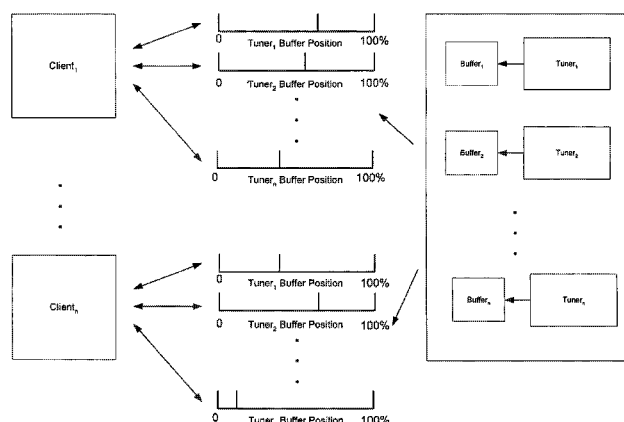 Client₁
0 100%
Tuner₁ Buffer Position
0 100%
Tuner₂ Buffer Position
0 100%
Tunerₙ Buffer Position
Buffer₁
Tuner₁
Buffer₂
Tuner₂
Bufferₙ
Tunerₙ
Clientₙ
0 100%
Tuner₁ Buffer Position
0 100%
Tuner₂ Buffer Position
0 100%
Tuner Buffer Position